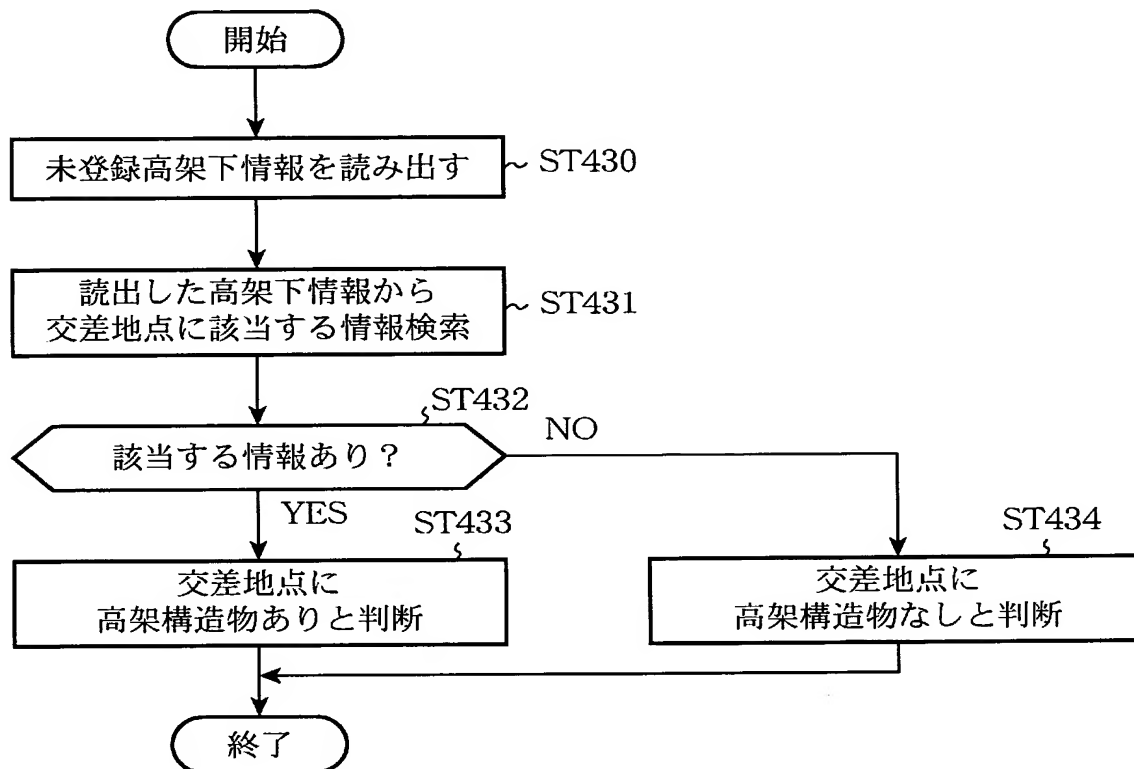 開始
未登録高架下情報を読み出す
ST430
読出した高架下情報から
交差地点に該当する情報検索
ST431
ST432
該当する情報あり？
NO
YES
ST433
交差地点に
高架構造物ありと判断
ST434
交差地点に
高架構造物なしと判断
終了